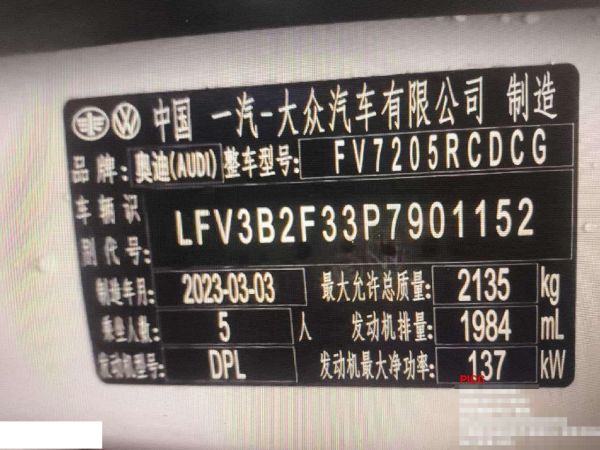 中国 一汽-大众汽车有限公司 制造
品牌: 奥迪(AUDI) 整车型号: FV7205RCDCG
车辆识别代号: LFV3B2F33P7901152
制造年月: 2023-03-03 最大允许总质量: 2135 kg
乘坐人数: 5 人 发动机排量: 1984 mL
发动机型号: DPL 发动机最大净功率: 137 kW